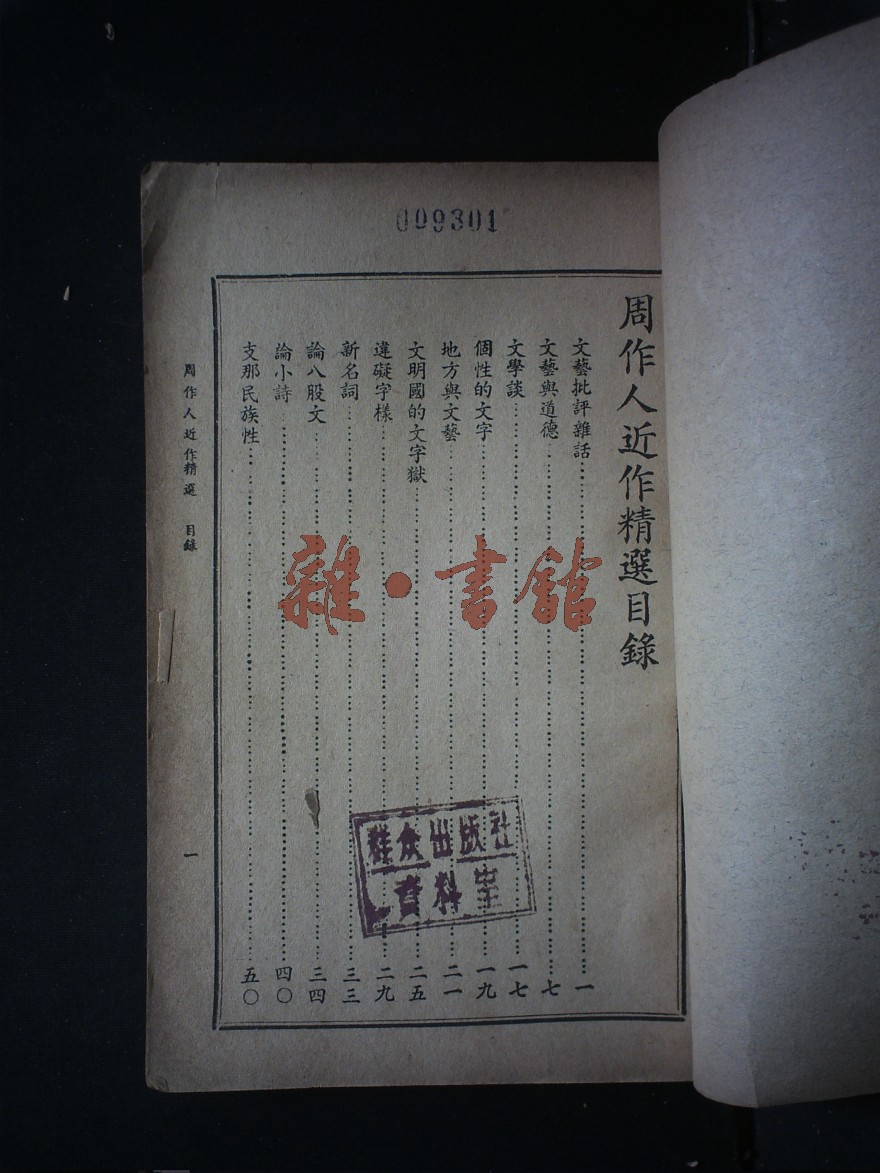 009301
周作人近作精選目錄
文藝批評雜話……一
文藝與道德……七
文學談……一七
個性的文字……一九
地方與文藝……二一
文明國的文字獄……二五
違礙字樣……二九
新名詞……三三
論八股文……三四
論小詩……四〇
支那民族性……五〇
周作人近作精選 目錄
一
雜·書館
群众出版社
資料室